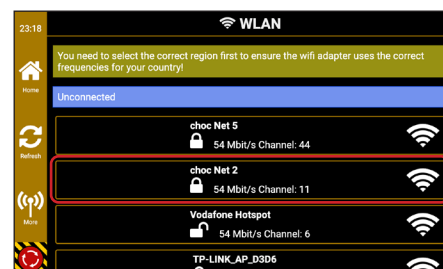 23:18
WLAN
You need to select the correct region first to ensure the wifi adapter uses the correct
frequencies for your country!
Home
Unconnected
choc Net 5
54 Mbit/s Channel: 44
Refresh
choc Net 2
54 Mbit/s Channel: 11
Vodafone Hotspot
54 Mbit/s Channel: 6
More
TP-LINK_AP_D3D6